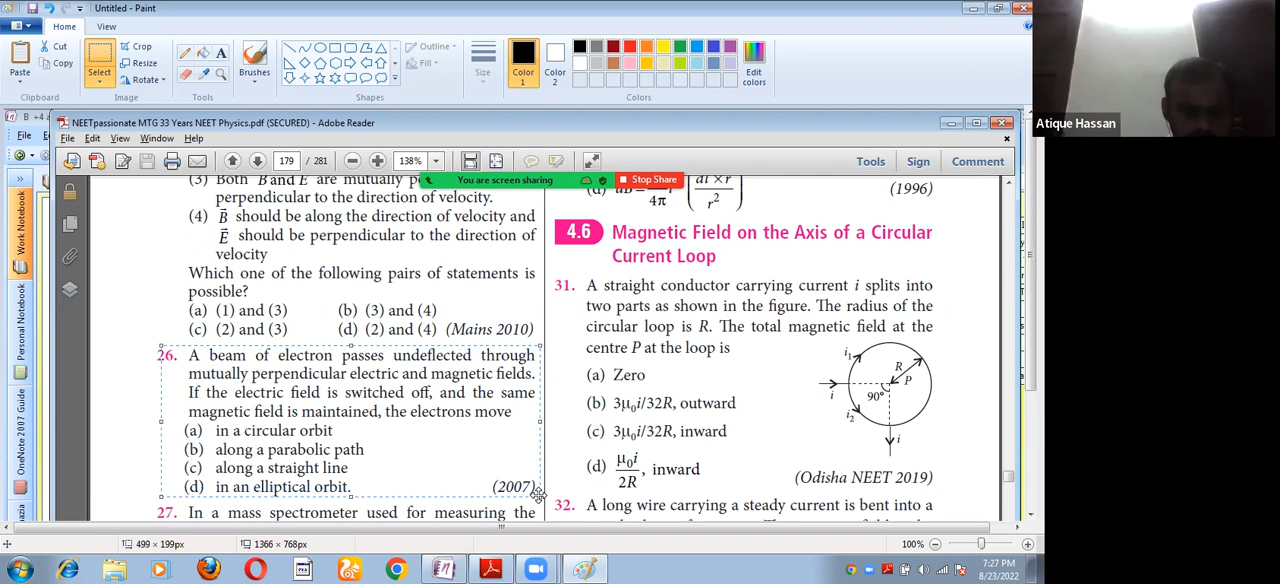 Untitled - Paint
Home View
Paste
Cut
Copy
Clipboard
Select
Crop
Resize
Rotate
Image
Tools
Brushes
Outline
Fill
Shapes
Size
Color 1
Color 2
Edit colors
Colors
Atique Hassan
NEETpassionate MTG 33 Years NEET Physics.pdf (SECURED) - Adobe Reader
File Edit View Window Help
179 / 281 138% Tools Sign Comment
You are screen sharing Stop Share
File
Work Notebook
Personal Notebook
OneNote 2007 Guide
(3) Both B⃗ and E⃗ are mutually
perpendicular to the direction of velocity.
(4) B⃗ should be along the direction of velocity and
E⃗ should be perpendicular to the direction of
velocity
Which one of the following pairs of statements is
possible?
(a) (1) and (3) (b) (3) and (4)
(c) (2) and (3) (d) (2) and (4) (Mains 2010)
26. A beam of electron passes undeflected through
mutually perpendicular electric and magnetic fields.
If the electric field is switched off, and the same
magnetic field is maintained, the electrons move
(a) in a circular orbit
(b) along a parabolic path
(c) along a straight line
(d) in an elliptical orbit. (2007)
27. In a mass spectrometer used for measuring the
(1996)
4.6 Magnetic Field on the Axis of a Circular
Current Loop
31. A straight conductor carrying current i splits into
two parts as shown in the figure. The radius of the
circular loop is R. The total magnetic field at the
centre P at the loop is
(a) Zero
(b) 3μ₀i/32R, outward
(c) 3μ₀i/32R, inward
(d) μ₀i/2R, inward
i₁ R P 90° i i₂ i
(Odisha NEET 2019)
32. A long wire carrying a steady current is bent into a
499 × 199px 1366 × 768px 100%
7:27 PM
8/23/2022